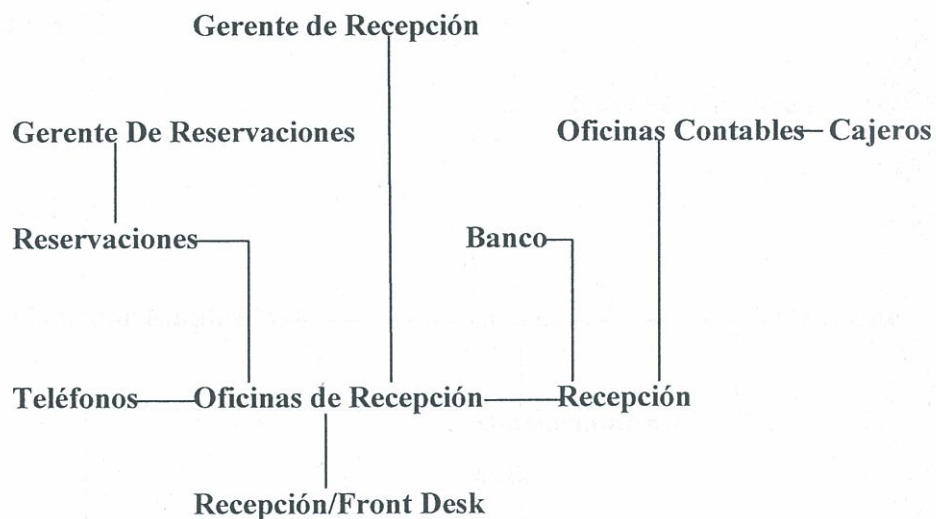 Gerente de Recepción
Gerente De Reservaciones
Oficinas Contables Cajeros
Reservaciones
Banco
Teléfonos
Oficinas de Recepción
Recepción
Recepción/Front Desk